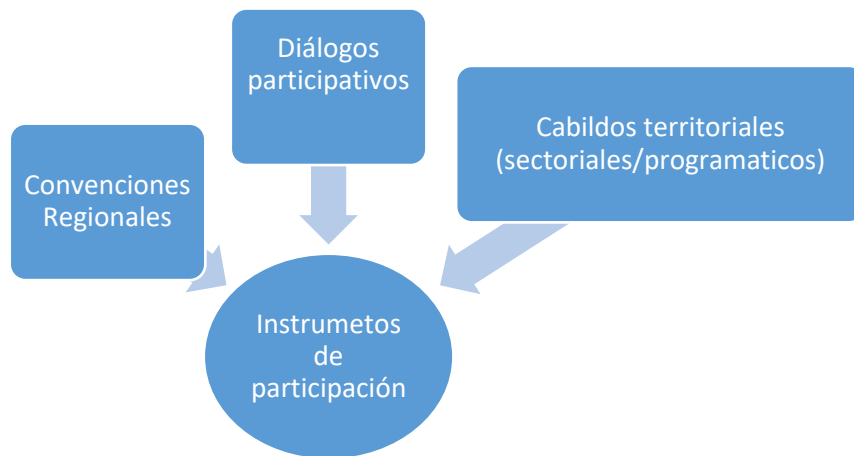 Convenciones
Regionales
Diálogos
participativos
Cabildos territoriales
(sectoriales/programaticos)
Instrumetos
de
participación